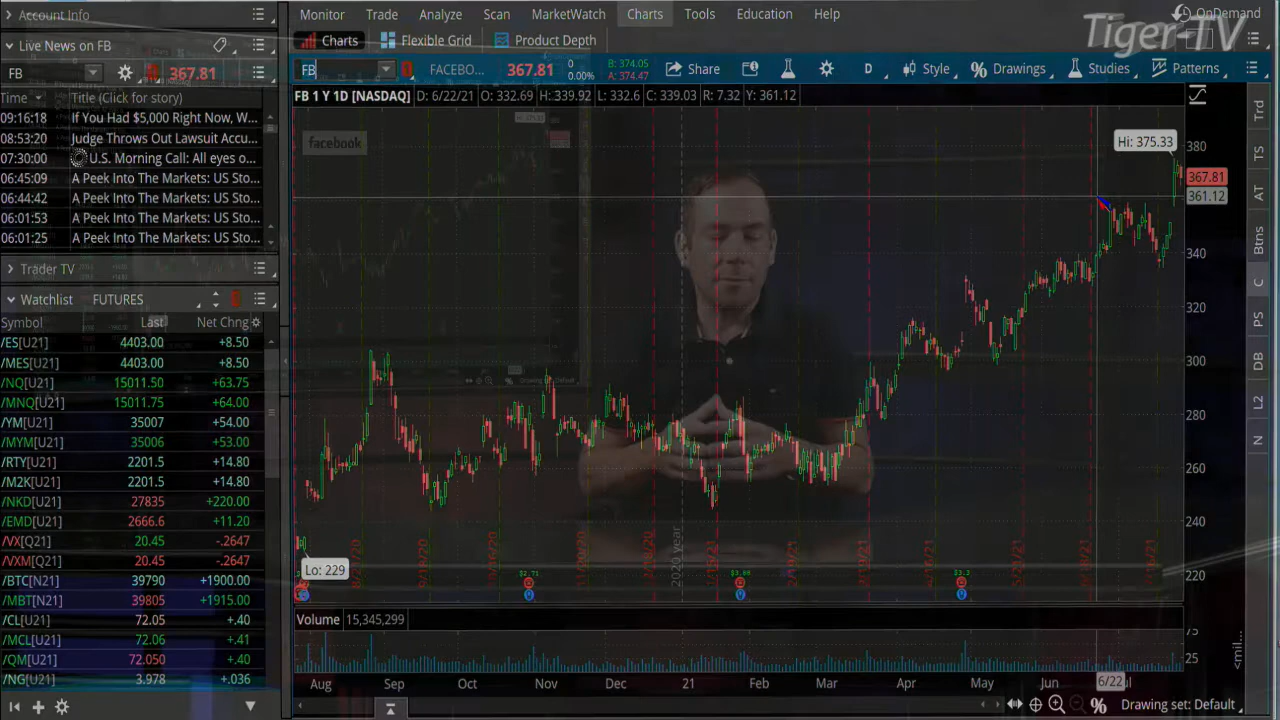 Account Info
Monitor Trade Analyze Scan MarketWatch Charts Tools Education Help
OnDemand
Tiger-TV
Live News on FB
Charts Flexible Grid Product Depth
FB 367.81
FB FACEBO... 367.81 0 0.00% B: 374.05 A: 374.47 Share D Style Drawings Studies Patterns
Time Title (Click for story)
FB 1 Y 1D [NASDAQ] D: 6/22/21 O: 332.69 H: 339.92 L: 332.6 C: 339.03 R: 7.32 Y: 361.12
09:16:18 If You Had $5,000 Right Now, W...
08:53:20 Judge Throws Out Lawsuit Accu...
07:30:00 U.S. Morning Call: All eyes o...
06:45:09 A Peek Into The Markets: US Sto...
06:44:42 A Peek Into The Markets: US Sto...
06:01:53 A Peek Into The Markets: US Sto...
06:01:25 A Peek Into The Markets: US Sto...
facebook
Hi: 375.33
380
367.81
361.12
340
320
300
280
260
240
220
Trd
TS
AT
Btns
C
PS
DB
L2
N
Trader TV
Watchlist FUTURES
Symbol Last Net Chng
/ES[U21] 4403.00 +8.50
/MES[U21] 4403.00 +8.50
/NQ[U21] 15011.50 +63.75
/MNQ[U21] 15011.75 +64.00
/YM[U21] 35007 +54.00
/MYM[U21] 35006 +53.00
/RTY[U21] 2201.5 +14.80
/M2K[U21] 2201.5 +14.80
/NKD[U21] 27835 +220.00
/EMD[U21] 2666.6 +11.20
/VX[Q21] 20.45 -.2647
/VXM[U21] 20.45 -.2647
/BTC[N21] 39790 +1900.00
/MBT[N21] 39805 +1915.00
/CL[U21] 72.05 +.40
/MCL[U21] 72.06 +.41
/QM[U21] 72.050 +.40
/NG[U21] 3.978 +.036
Lo: 229
2020 year
Volume 15,345,299
75
25
<mil...
Aug Sep Oct Nov Dec 21 Feb Mar Apr May Jun 6/22
Drawing set: Default